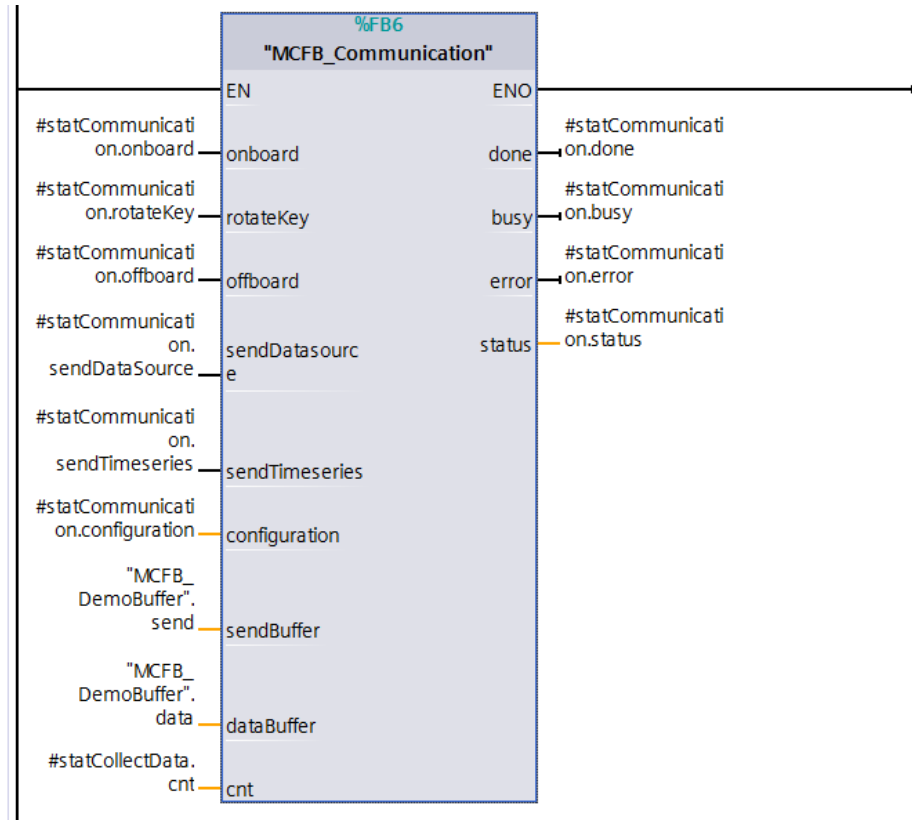 %FB6
"MCFB_Communication"
EN ENO
#statCommunicati
on.onboard
onboard
done
#statCommunicati
on.done
#statCommunicati
on.rotateKey
rotateKey
busy
#statCommunicati
on.busy
#statCommunicati
on.offboard
offboard
error
#statCommunicati
on.error
#statCommunicati
on.
sendDataSource
sendDatasourc
e
status
#statCommunicati
on.status
#statCommunicati
on.
sendTimeseries
sendTimeseries
#statCommunicati
on.configuration
configuration
"MCFB_
DemoBuffer".
send
sendBuffer
"MCFB_
DemoBuffer".
data
dataBuffer
#statCollectData.
cnt
cnt